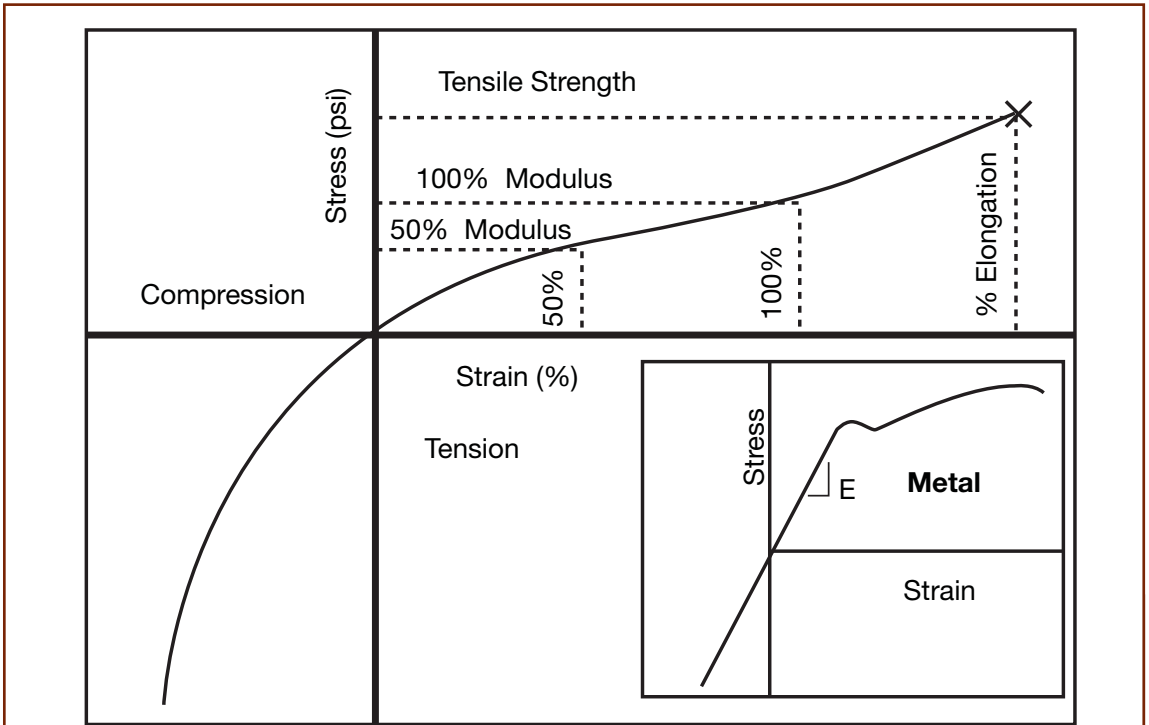 Tensile Strength
Stress (psi)
100% Modulus
50% Modulus
% Elongation
Compression
50%
100%
Strain (%)
Tension
Stress
E
Metal
Strain